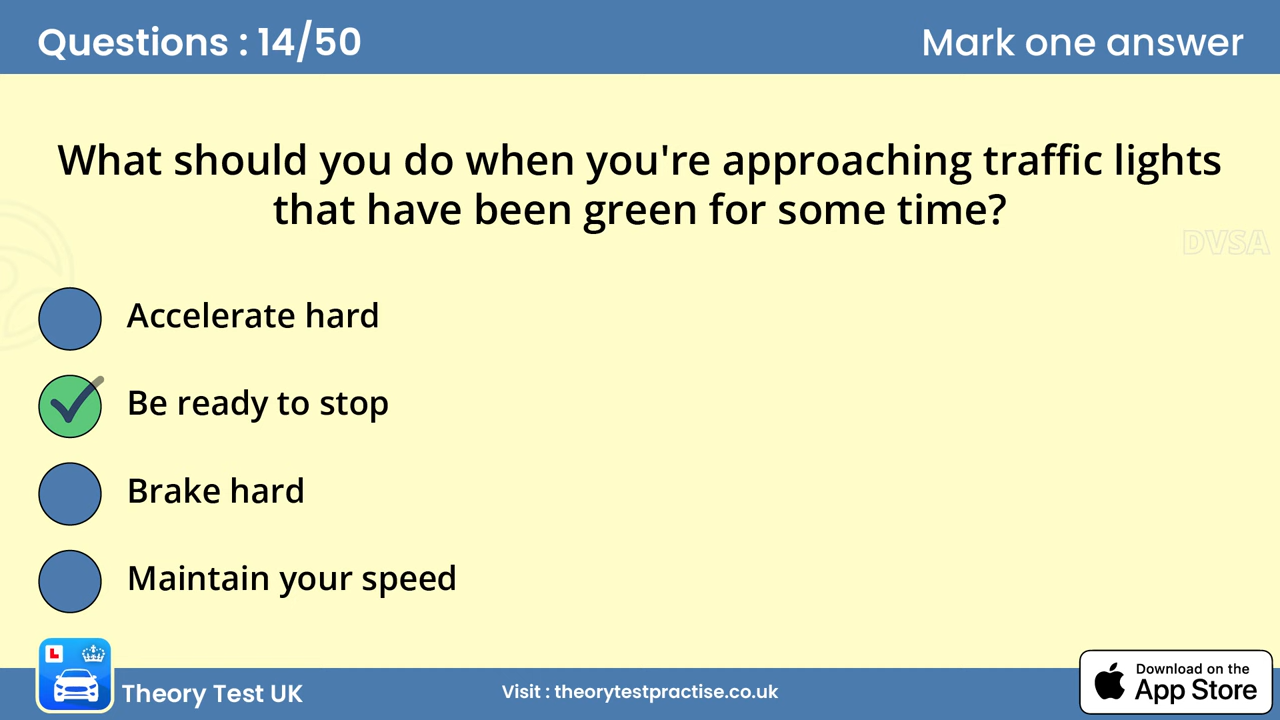 Questions : 14/50
Mark one answer
What should you do when you're approaching traffic lights
that have been green for some time?
DVSA
Accelerate hard
Be ready to stop
Brake hard
Maintain your speed
L
Theory Test UK
Visit : theorytestpractise.co.uk
Download on the
App Store